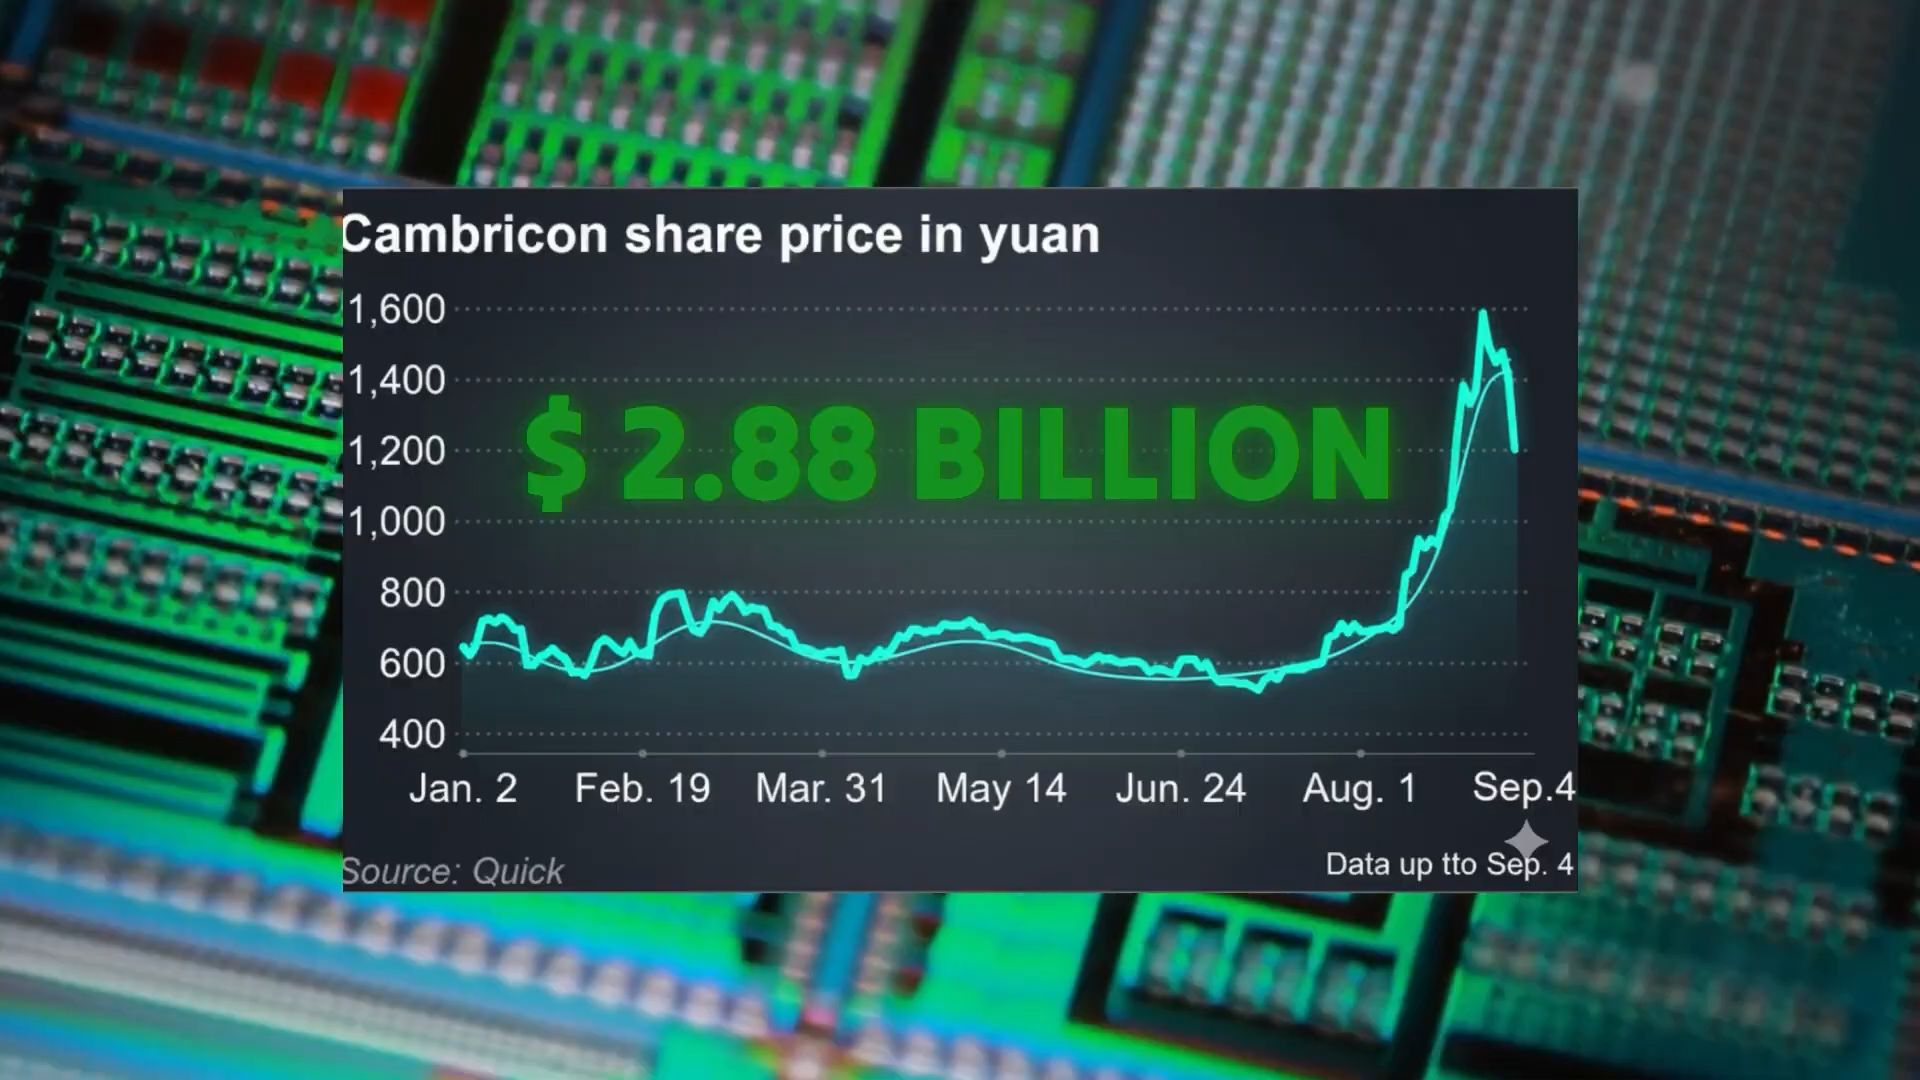 Cambricon share price in yuan
1,600
1,400
$ 2.88 BILLION
1,200
1,000
800
600
400
Jan. 2 Feb. 19 Mar. 31 May 14 Jun. 24 Aug. 1 Sep.4
Source: Quick
Data up tto Sep. 4